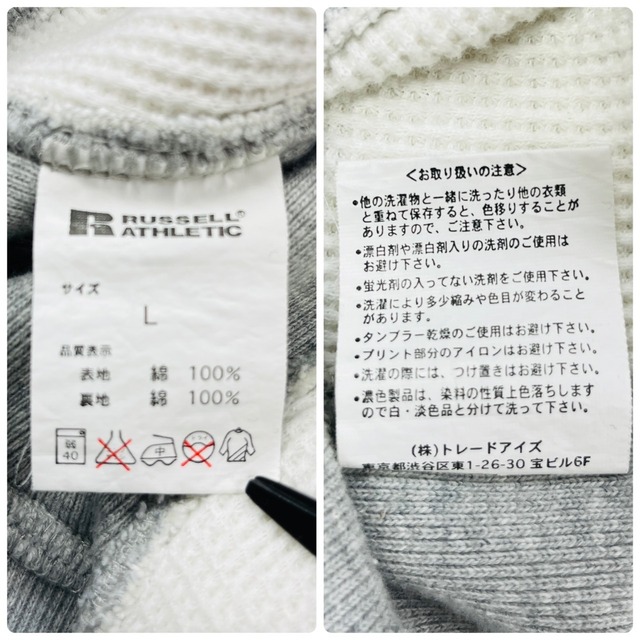 RUSSELL®
ATHLETIC
サイズ
L
品質表示
表地 綿 100%
裏地 綿 100%
弱
40
中
ドライ
<お取り扱いの注意>
•他の洗濯物と一緒に洗ったり他の衣類
と重ねて保存すると、色移りすることが
ありますので、ご注意下さい。
•漂白剤や漂白剤入りの洗剤のご使用は
お避け下さい。
•蛍光剤の入ってない洗剤をご使用下さい。
•洗濯により多少縮みや色目が変わること
があります。
•タンブラー乾燥のご使用はお避け下さい。
•プリント部分のアイロンはお避け下さい。
•洗濯の際には、つけ置きはお避け下さい。
•濃色製品は、染料の性質上色落ちします
ので白・淡色品と分けて洗って下さい。
(株)トレードアイズ
東京都渋谷区東1-26-30 宝ビル6F